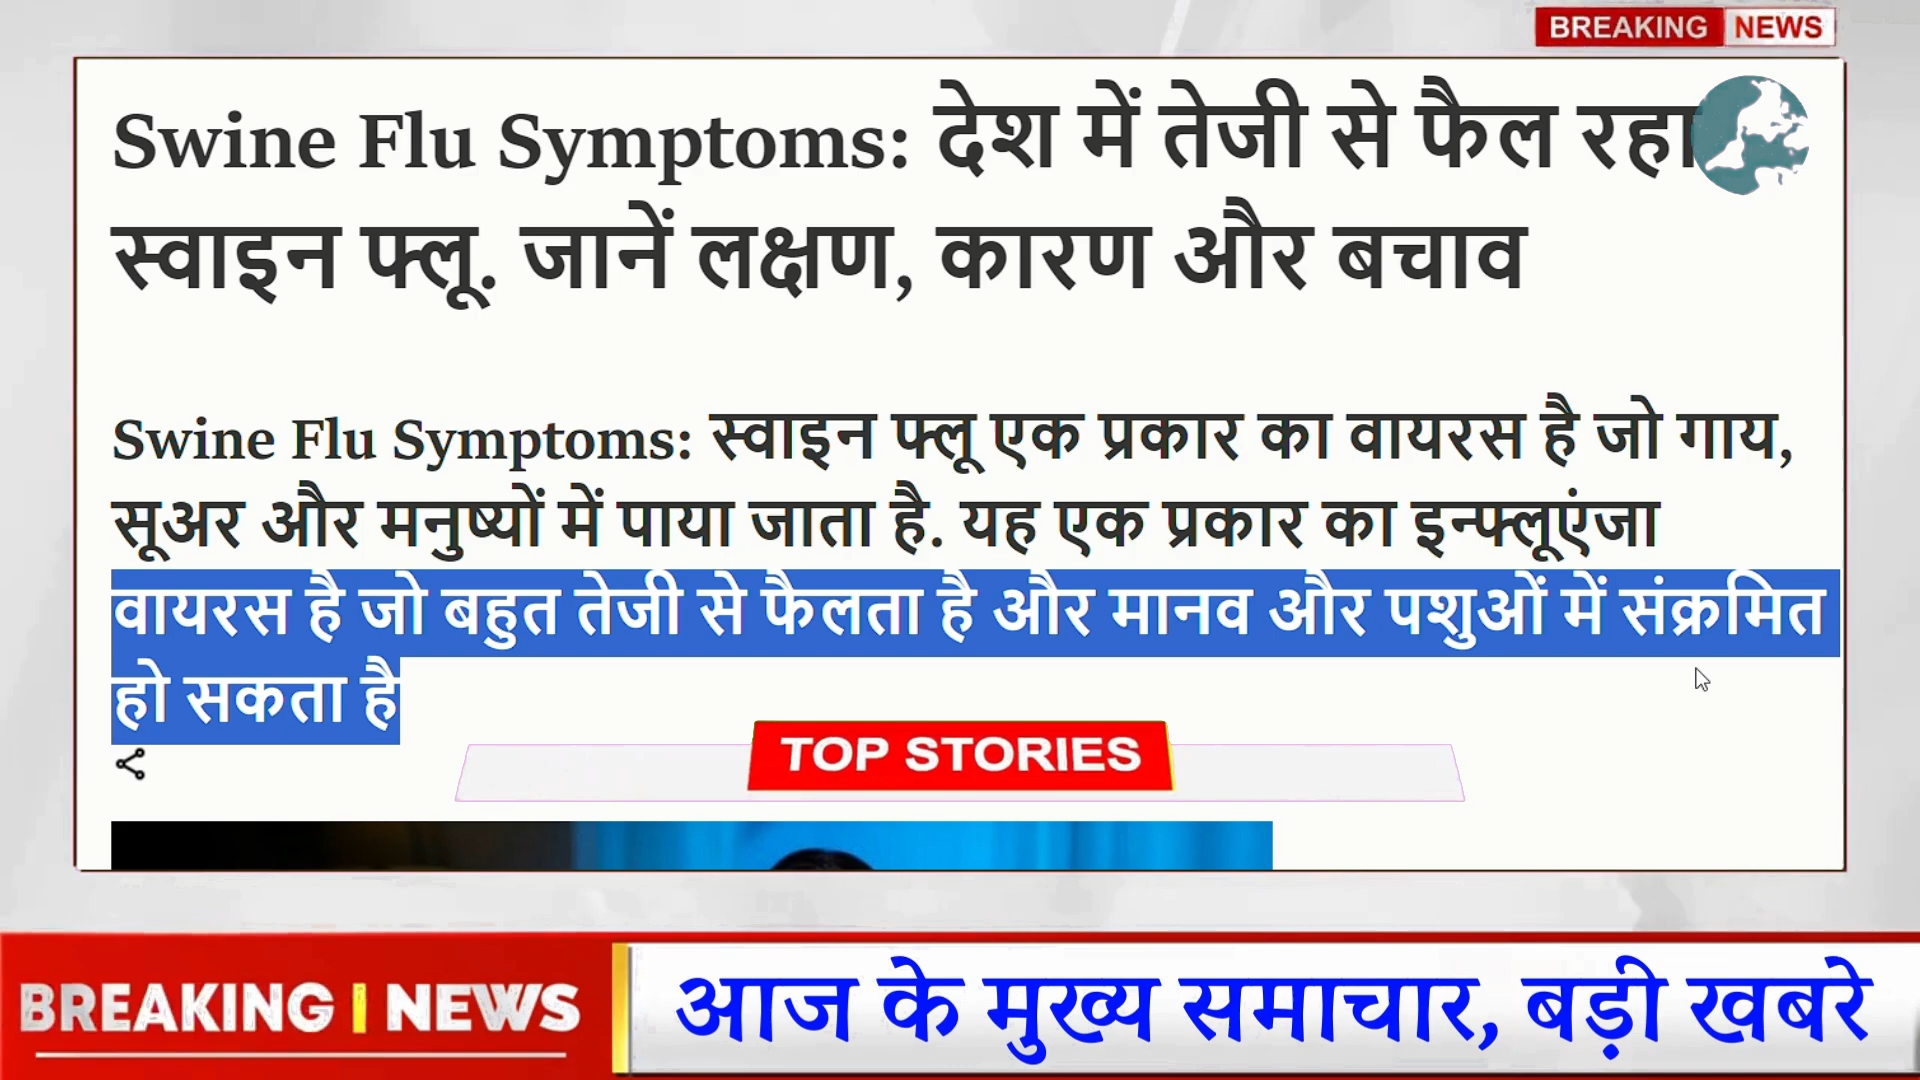 BREAKING NEWS
Swine Flu Symptoms: देश में तेजी से फैल रहा
स्वाइन फ्लू. जानें लक्षण, कारण और बचाव
Swine Flu Symptoms: स्वाइन फ्लू एक प्रकार का वायरस है जो गाय,
सूअर और मनुष्यों में पाया जाता है. यह एक प्रकार का इन्फ्लूएंजा
वायरस है जो बहुत तेजी से फैलता है और मानव और पशुओं में संक्रमित
हो सकता है
TOP STORIES
BREAKING NEWS
आज के मुख्य समाचार, बड़ी खबरे